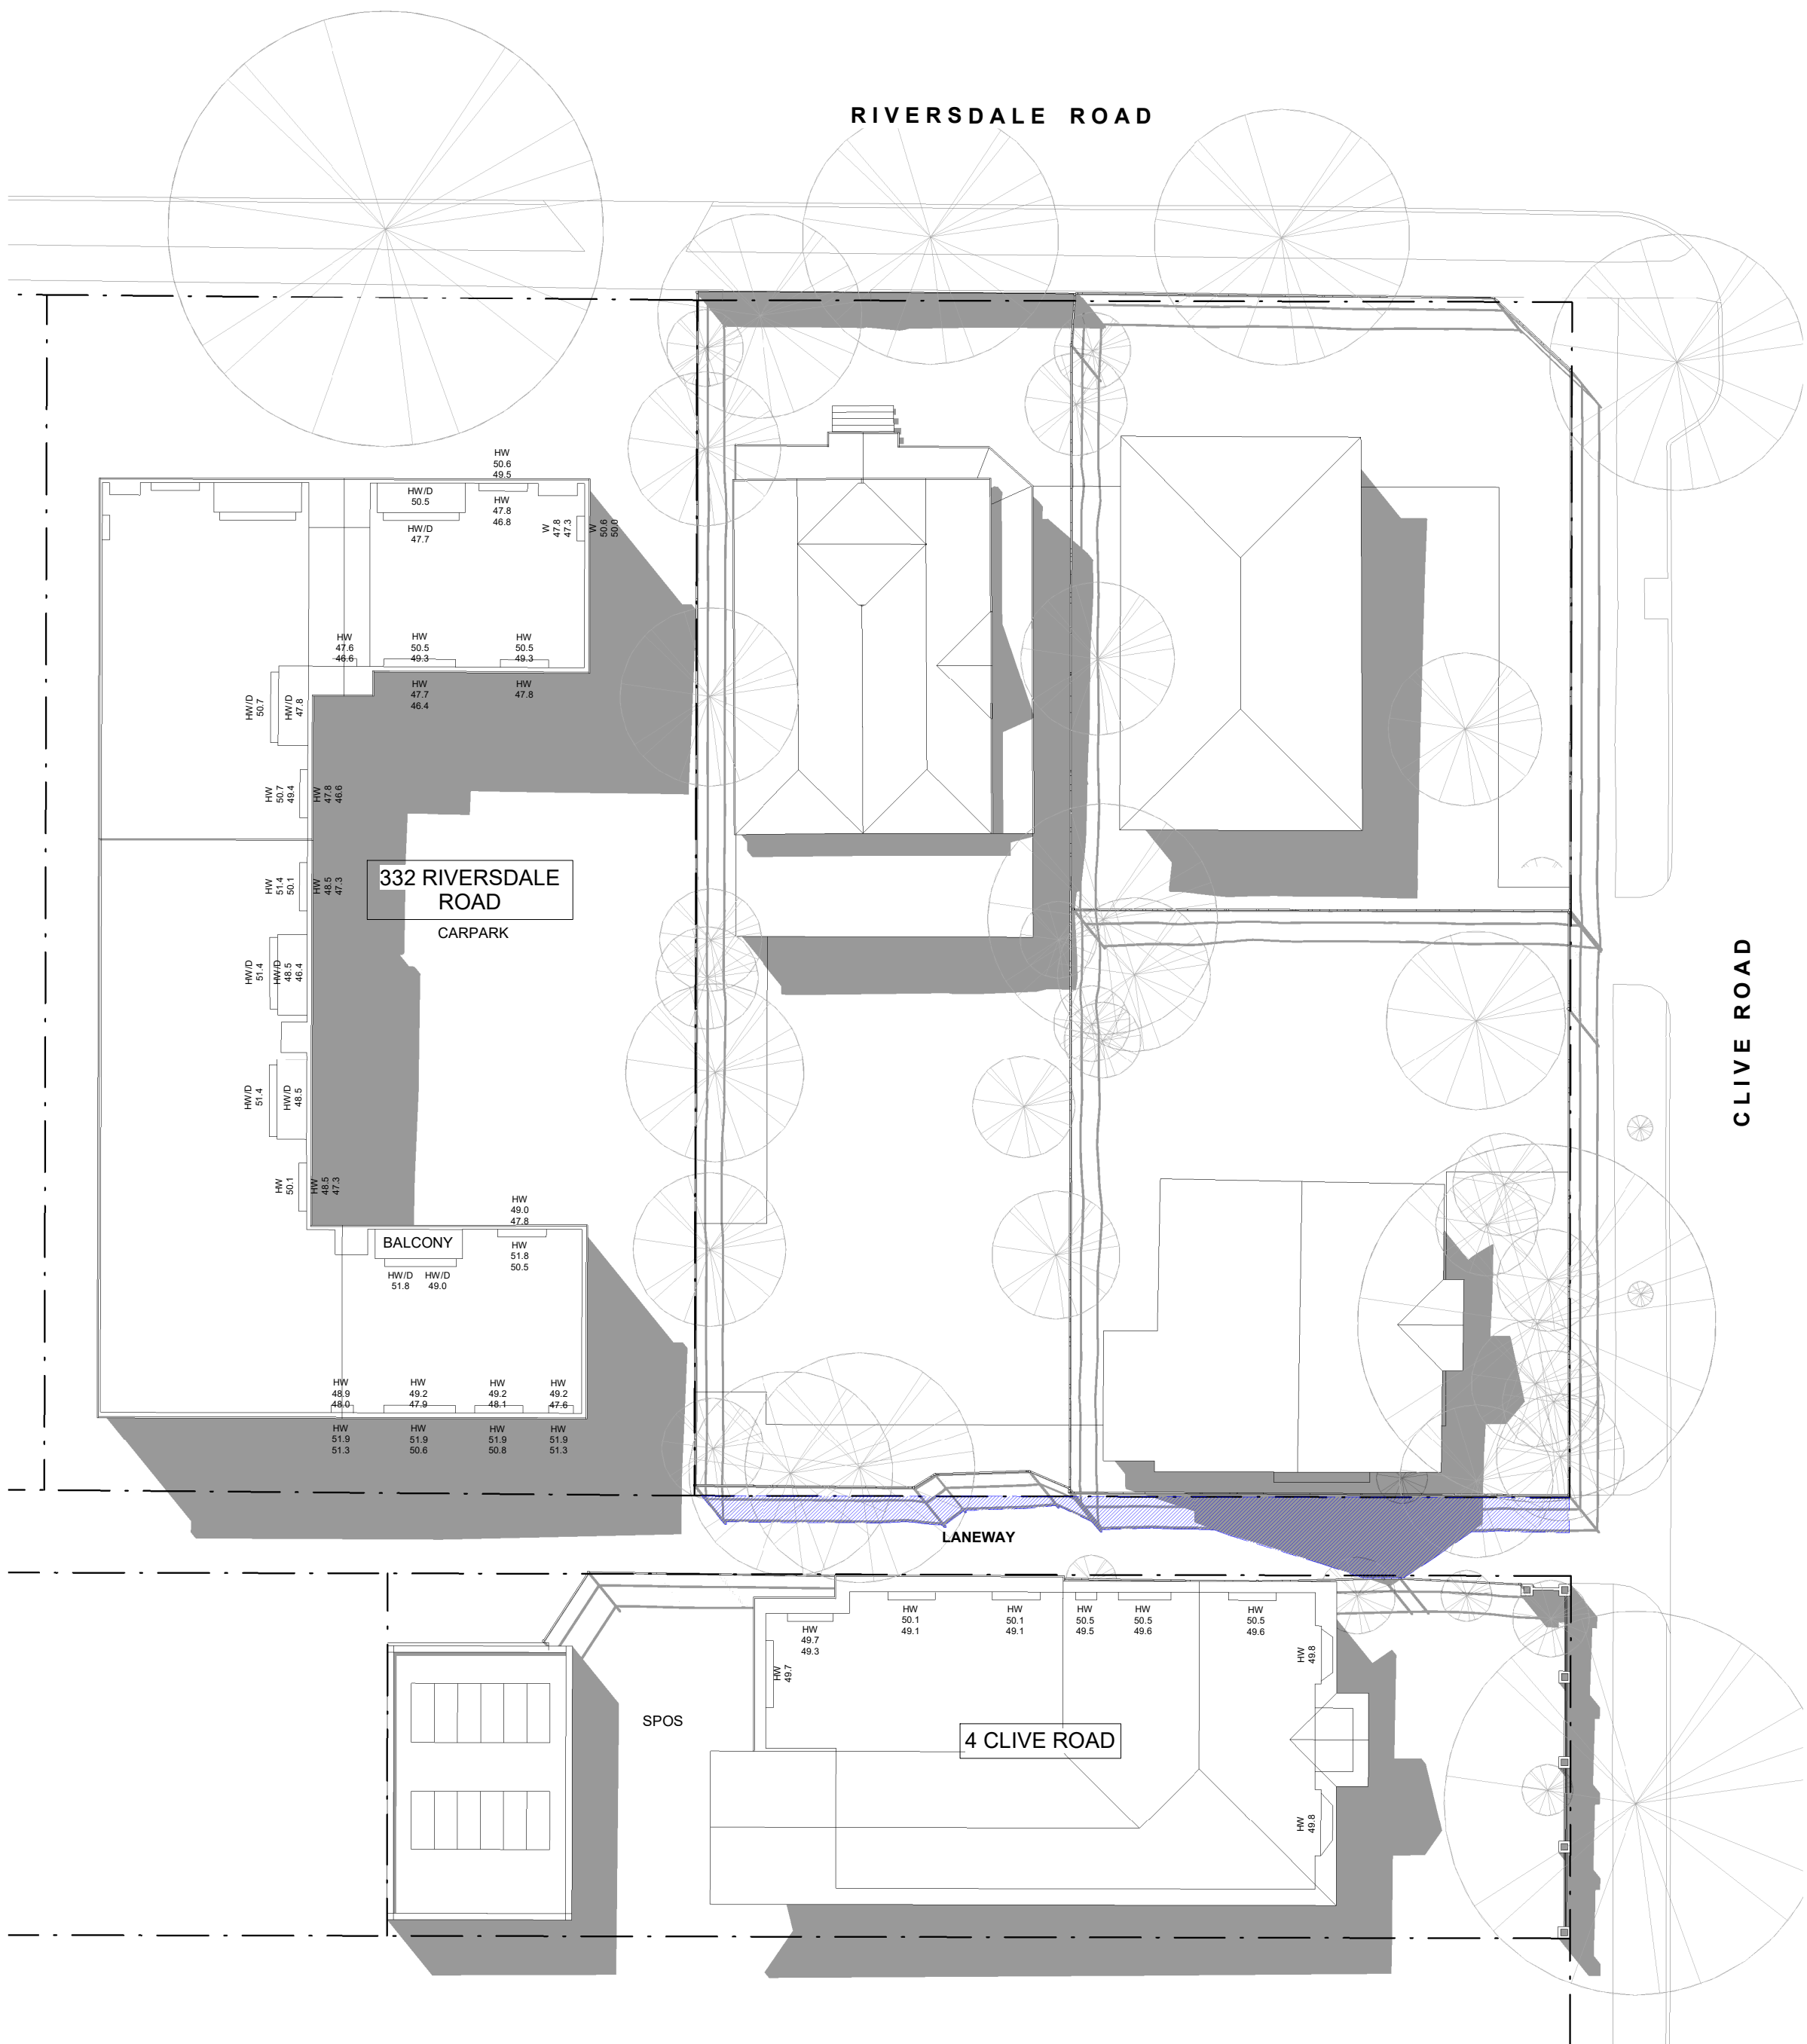 RIVERSDALE ROAD
HW
50.6
49.5
HW/D
50.5
HW
47.8
46.8
HW/D
47.7
W
47.8
47.3
W
50.6
50.0
HW
47.6
46.6
HW
50.5
49.3
HW
50.5
49.3
HW
47.7
46.4
HW
47.8
HW/D
50.7
HW/D
47.8
HW
50.7
49.4
HW
47.8
46.6
332 RIVERSDALE
ROAD
CARPARK
HW
51.4
50.1
HW
48.5
47.3
HW/D
51.4
HW/D
48.5
46.4
CLIVE ROAD
HW/D
51.4
HW/D
48.5
HW
50.1
HW
48.5
47.3
HW
49.0
47.8
BALCONY
HW
51.8
50.5
HW/D
51.8
HW/D
49.0
HW
48.9
48.0
HW
49.2
47.9
HW
49.2
48.1
HW
49.2
47.6
HW
51.9
51.3
HW
51.9
50.6
HW
51.9
50.8
HW
51.9
51.3
LANEWAY
HW
49.7
49.3
HW
50.1
49.1
HW
50.1
49.1
HW
50.5
49.5
HW
50.5
49.6
HW
50.5
49.6
HW
49.7
HW
49.8
SPOS
4 CLIVE ROAD
HW
49.8